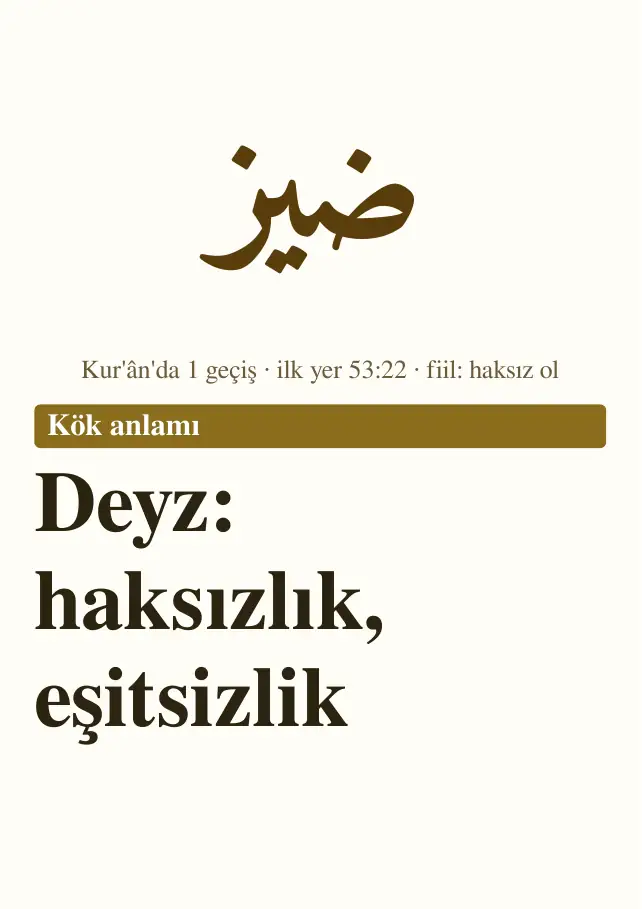 ضيز
Kur'ân'da 1 geçiş · ilk yer 53:22 · fiil: haksız ol
Kök anlamı
Deyz:
haksızlık,
eşitsizlik